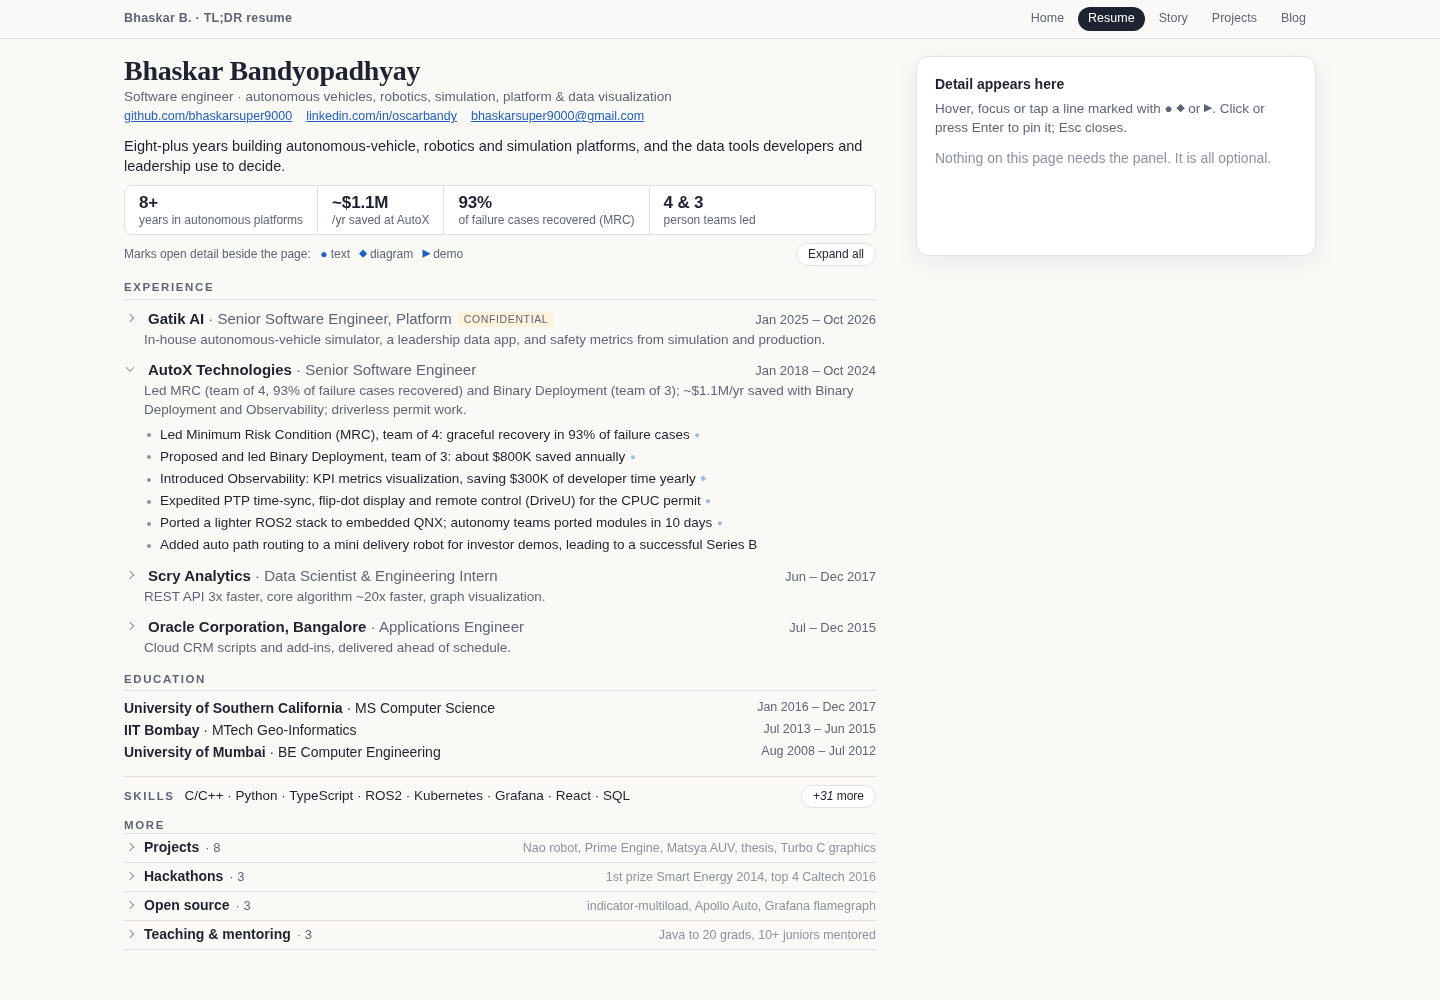 Bhaskar B. · TL;DR resume
Home Resume Story Projects Blog
Bhaskar Bandyopadhyay
Software engineer · autonomous vehicles, robotics, simulation, platform & data visualization
github.com/bhaskarsuper9000 linkedin.com/in/oscarbandy bhaskarsuper9000@gmail.com
Eight-plus years building autonomous-vehicle, robotics and simulation platforms, and the data tools developers and
leadership use to decide.
8+ ~$1.1M 93% 4 & 3
years in autonomous platforms /yr saved at AutoX of failure cases recovered (MRC) person teams led
Marks open detail beside the page: ● text ◆ diagram ▶ demo Expand all
EXPERIENCE
Gatik AI · Senior Software Engineer, Platform CONFIDENTIAL Jan 2025 – Oct 2026
In-house autonomous-vehicle simulator, a leadership data app, and safety metrics from simulation and production.
AutoX Technologies · Senior Software Engineer Jan 2018 – Oct 2024
Led MRC (team of 4, 93% of failure cases recovered) and Binary Deployment (team of 3); ~$1.1M/yr saved with Binary
Deployment and Observability; driverless permit work.
• Led Minimum Risk Condition (MRC), team of 4: graceful recovery in 93% of failure cases ●
• Proposed and led Binary Deployment, team of 3: about $800K saved annually ●
• Introduced Observability: KPI metrics visualization, saving $300K of developer time yearly ◆
• Expedited PTP time-sync, flip-dot display and remote control (DriveU) for the CPUC permit ●
• Ported a lighter ROS2 stack to embedded QNX; autonomy teams ported modules in 10 days ●
• Added auto path routing to a mini delivery robot for investor demos, leading to a successful Series B
Scry Analytics · Data Scientist & Engineering Intern Jun – Dec 2017
REST API 3x faster, core algorithm ~20x faster, graph visualization.
Oracle Corporation, Bangalore · Applications Engineer Jul – Dec 2015
Cloud CRM scripts and add-ins, delivered ahead of schedule.
EDUCATION
University of Southern California · MS Computer Science Jan 2016 – Dec 2017
IIT Bombay · MTech Geo-Informatics Jul 2013 – Jun 2015
University of Mumbai · BE Computer Engineering Aug 2008 – Jul 2012
SKILLS C/C++ · Python · TypeScript · ROS2 · Kubernetes · Grafana · React · SQL +31 more
MORE
Projects · 8 Nao robot, Prime Engine, Matsya AUV, thesis, Turbo C graphics
Hackathons · 3 1st prize Smart Energy 2014, top 4 Caltech 2016
Open source · 3 indicator-multiload, Apollo Auto, Grafana flamegraph
Teaching & mentoring · 3 Java to 20 grads, 10+ juniors mentored
Detail appears here
Hover, focus or tap a line marked with ● ◆ or ▶. Click or
press Enter to pin it; Esc closes.
Nothing on this page needs the panel. It is all optional.